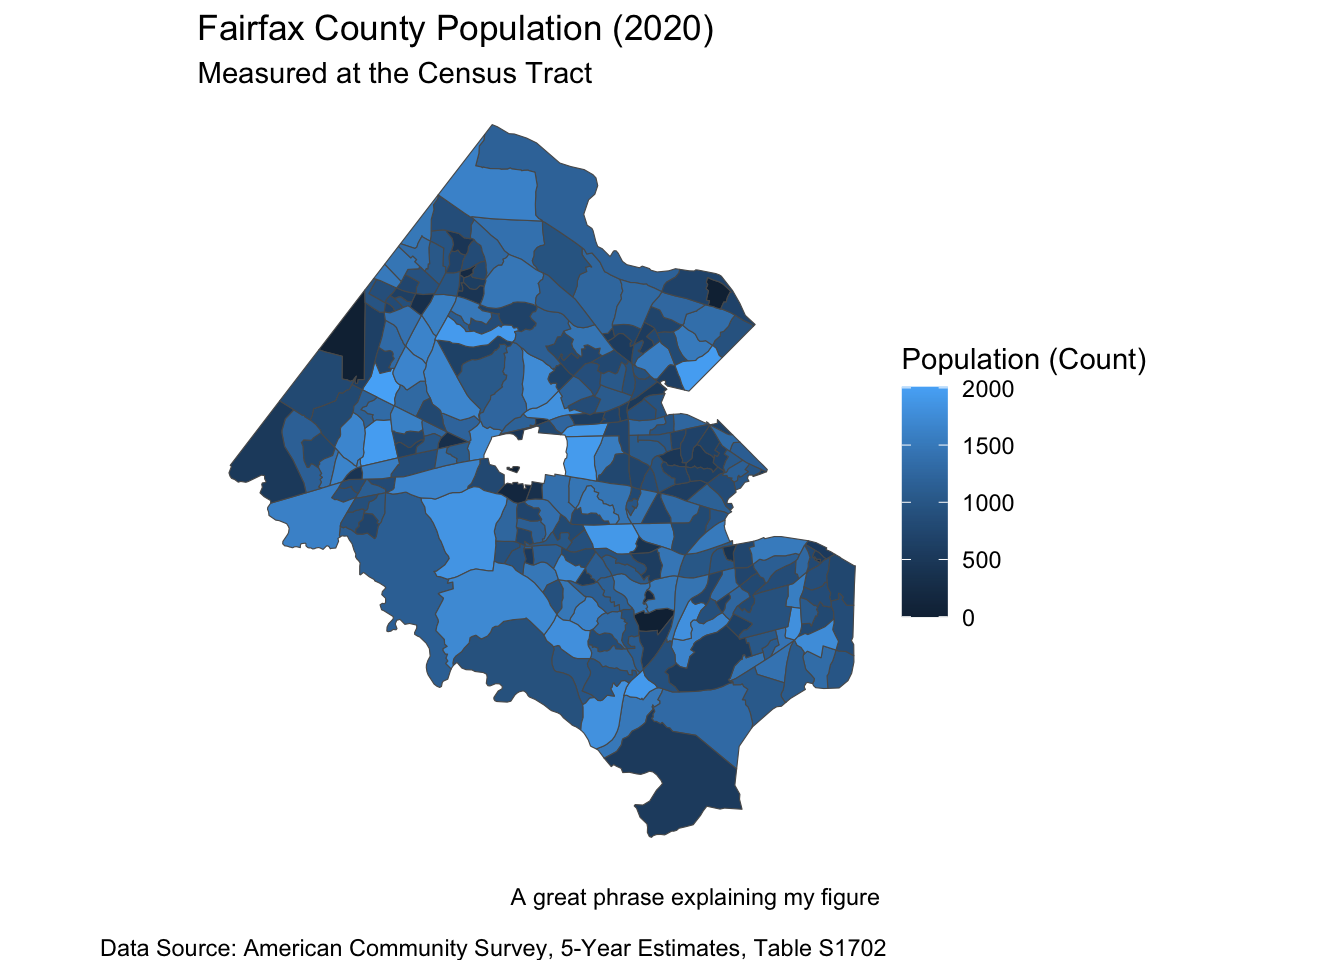 Fairfax County Population (2020)
Measured at the Census Tract
Population (Count)
2000
1500
1000
500
0
A great phrase explaining my figure
Data Source: American Community Survey, 5-Year Estimates, Table S1702